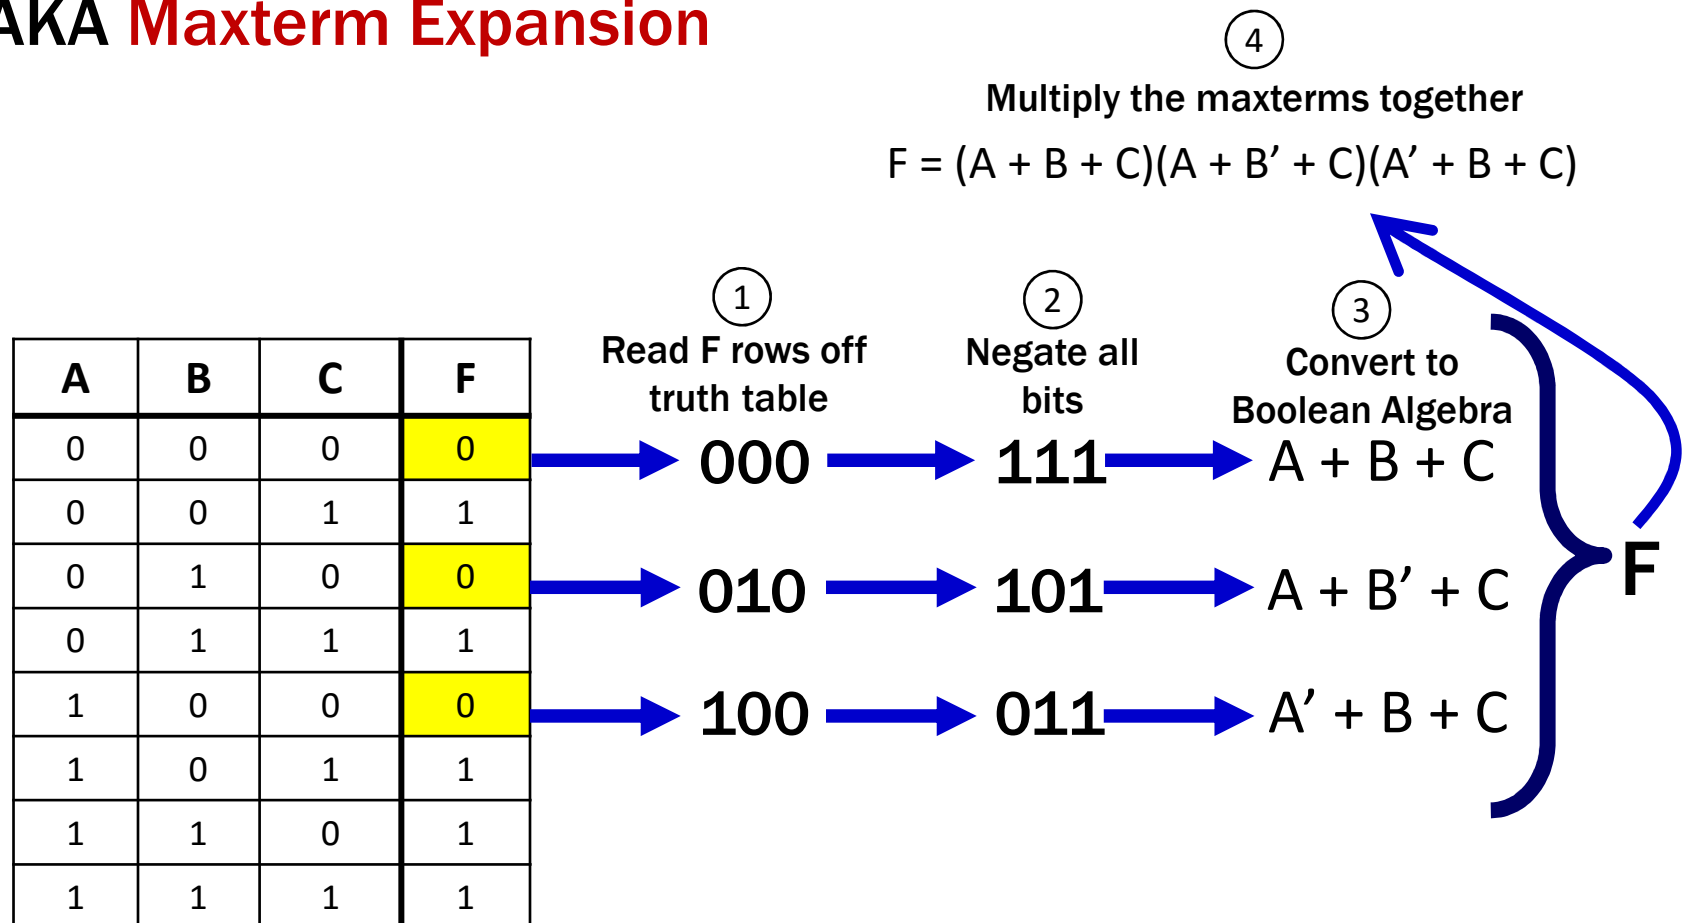 AKA Maxterm Expansion
4
Multiply the maxterms together
F = (A + B + C)(A + B’ + C)(A’ + B + C)
1
Read F rows off
truth table
2
Negate all
bits
3
Convert to
Boolean Algebra
A B C F
0 0 0 0
0 0 1 1
0 1 0 0
0 1 1 1
1 0 0 0
1 0 1 1
1 1 0 1
1 1 1 1
000 111 A + B + C
010 101 A + B’ + C
100 011 A’ + B + C
F